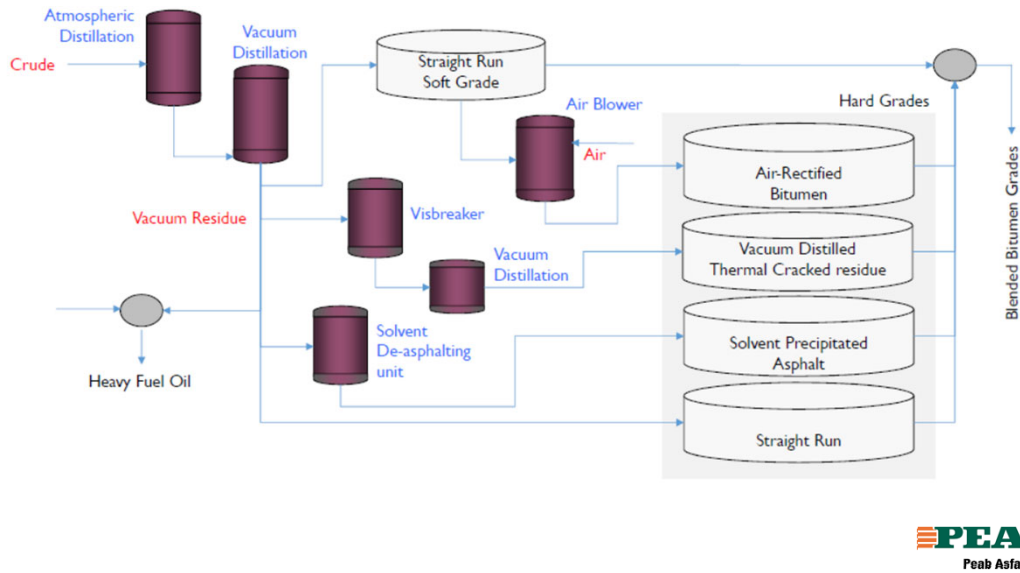 Atmospheric
Distillation
Vacuum
Distillation
Crude
Straight Run
Soft Grade
Air Blower
Hard Grades
Air
Air-Rectified
Bitumen
Vacuum Residue
Visbreaker
Vacuum
Distillation
Vacuum Distilled
Thermal Cracked residue
Blended Bitumen Grades
Solvent
De-asphalting
unit
Solvent Precipitated
Asphalt
Heavy Fuel Oil
Straight Run
PEA
Peab Asfa